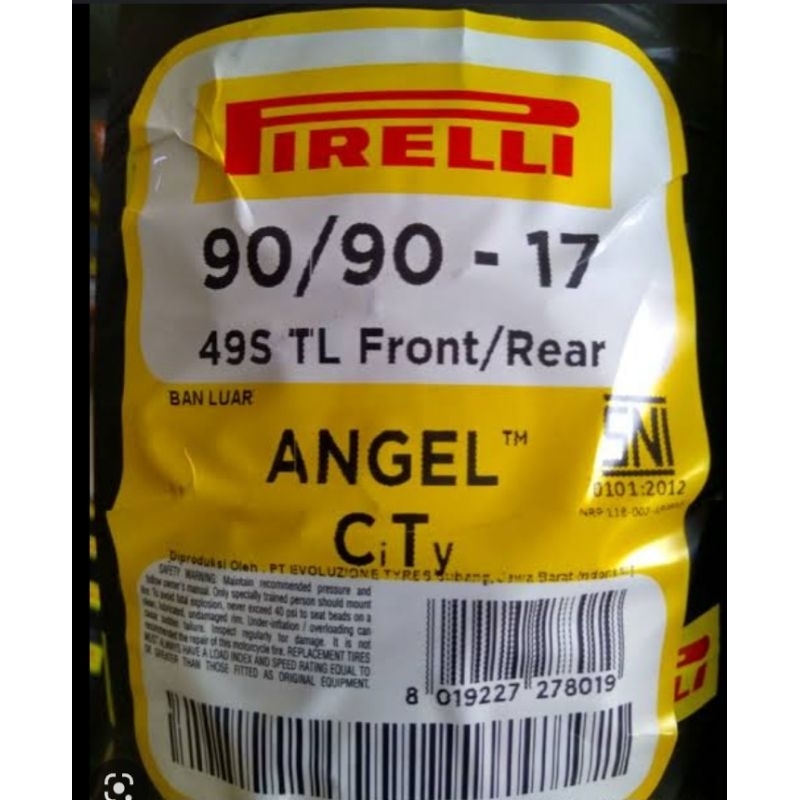 PIRELLI
90/90 - 17
49S TL Front/Rear
BAN LUAR
ANGEL™
CiTy
SNI
0101:2012
Diproduksi Oleh : PT EVOLUZIONE TYRES Subang, Jawa Barat Indonesia
SAFETY WARNING: Maintain recommended pressure and
follow owner's manual. Only specially trained person should mount
tire. To avoid fatal explosion, never exceed 40 psi to seat beads on a
clean, lubricated, undamaged rim. Under-inflation / overloading can
cause sudden failure. Inspect regularly for damage. It is not
recommended the repair of this motorcycle tire. REPLACEMENT TIRES
MUST ALWAYS HAVE A LOAD INDEX AND SPEED RATING EQUAL TO
OR GREATER THAN THOSE FITTED AS ORIGINAL EQUIPMENT.
8 019227 278019